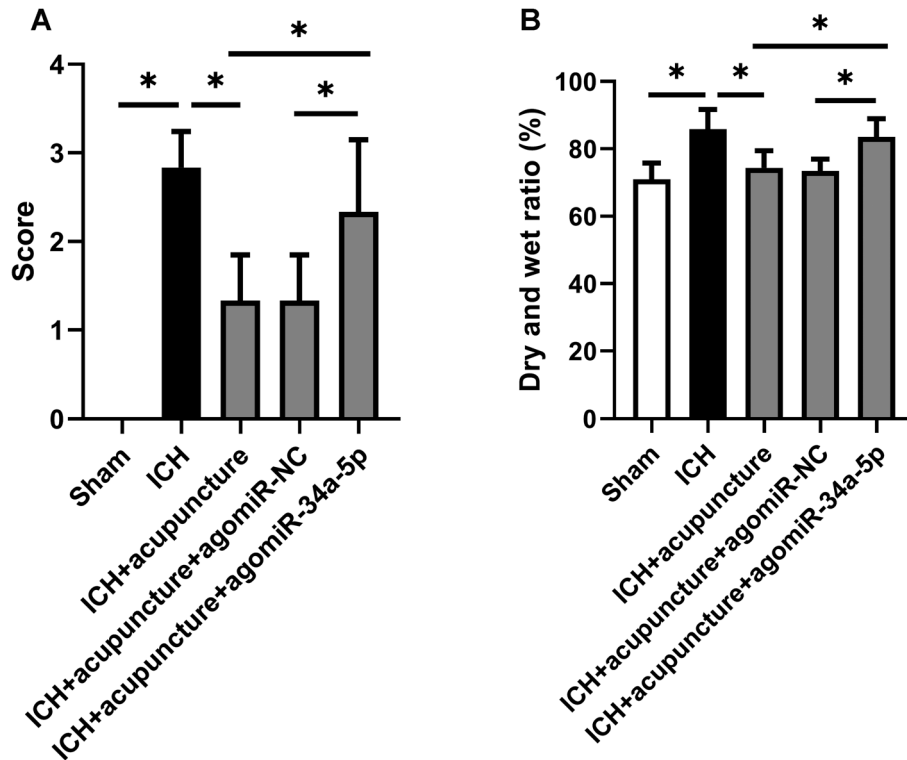 A
Score
4
3
2
1
0
* * * *
Sham
ICH
ICH+acupuncture
ICH+acupuncture+agomiR-NC
ICH+acupuncture+agomiR-34a-5p
B
Dry and wet ratio (%)
100
80
60
40
20
0
* * * *
Sham
ICH
ICH+acupuncture
ICH+acupuncture+agomiR-NC
ICH+acupuncture+agomiR-34a-5p